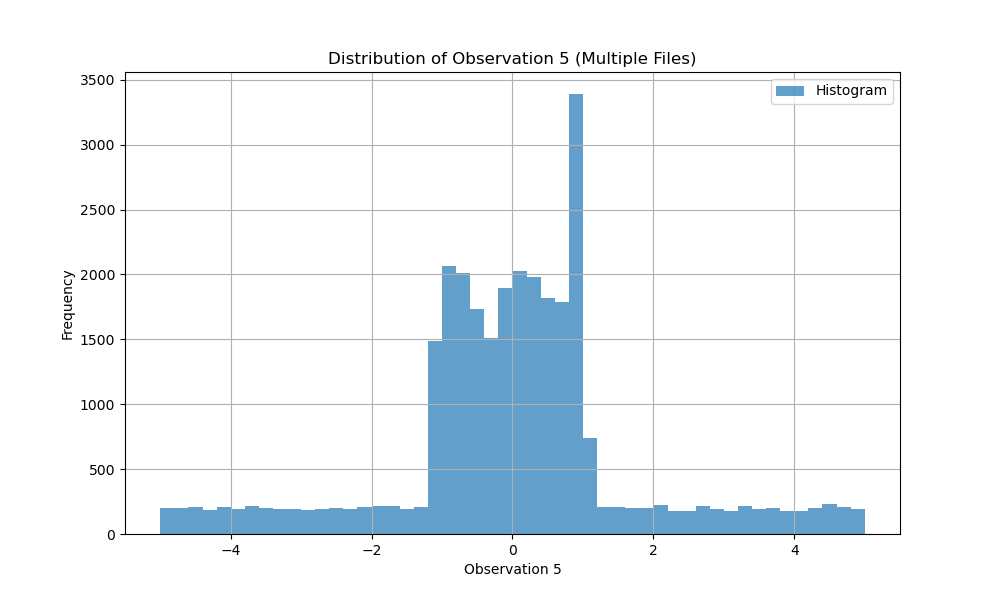 Distribution of Observation 5 (Multiple Files)
Histogram
3500
3000
2500
2000
1500
1000
500
0
Frequency
−4 −2 0 2 4
Observation 5